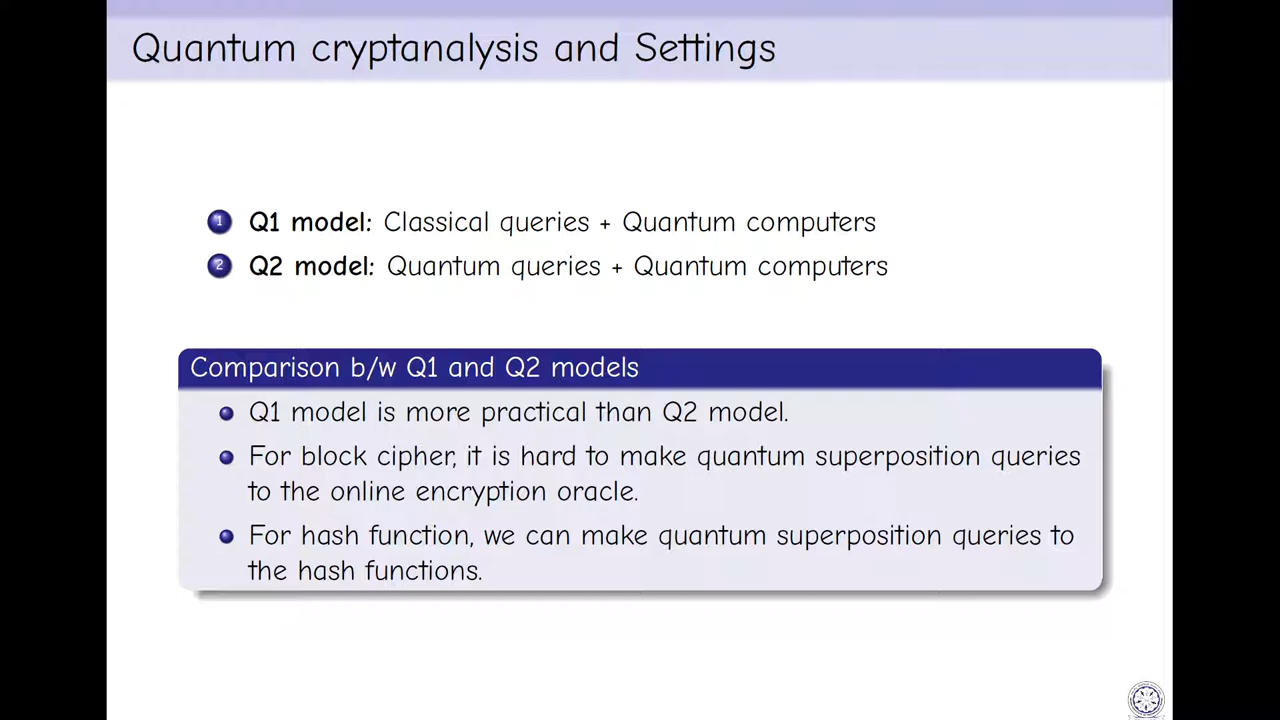 Quantum cryptanalysis and Settings
1 Q1 model: Classical queries + Quantum computers
2 Q2 model: Quantum queries + Quantum computers
Comparison b/w Q1 and Q2 models
Q1 model is more practical than Q2 model.
For block cipher, it is hard to make quantum superposition queries
to the online encryption oracle.
For hash function, we can make quantum superposition queries to
the hash functions.